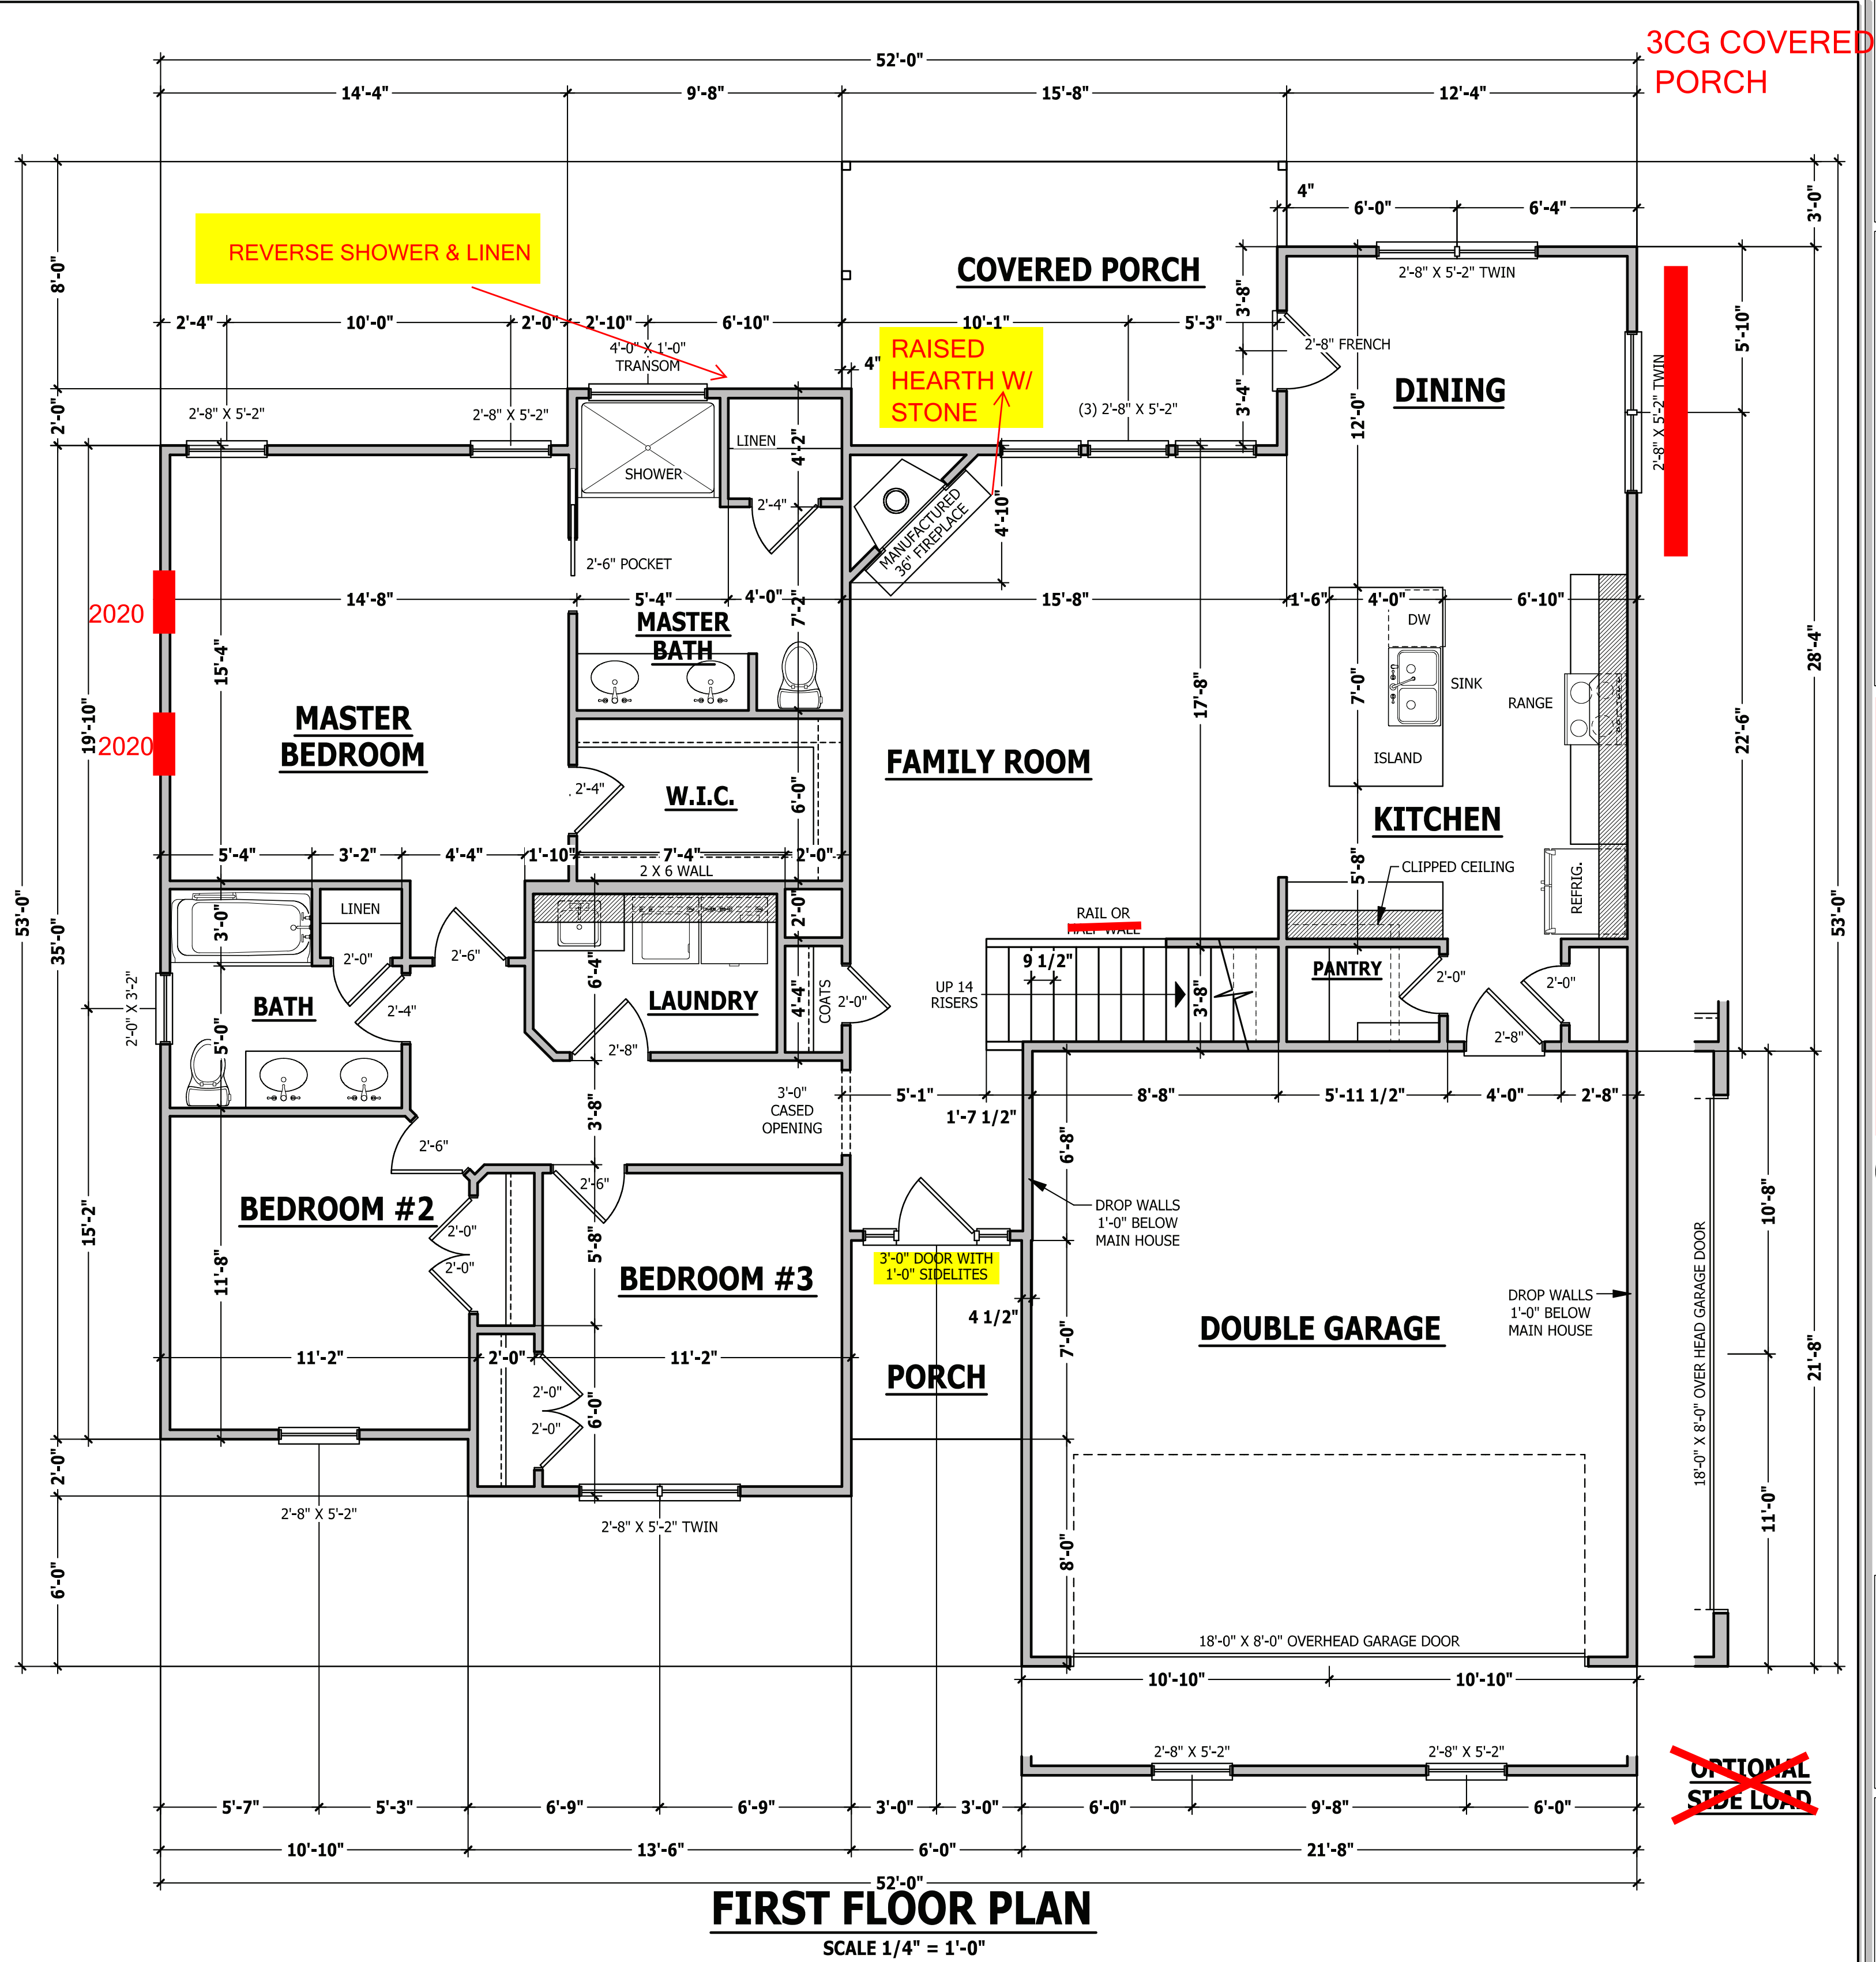 3CG COVERED
PORCH
52'-0"
14'-4"
9'-8"
15'-8"
12'-4"
4"
6'-0"
6'-4"
3'-0"
REVERSE SHOWER & LINEN
8'-0"
COVERED PORCH
2'-8" X 5'-2" TWIN
3'-8"
2'-4"
10'-0"
2'-0"
2'-10"
6'-10"
10'-1"
5'-3"
5'-10"
4'-0" X 1'-0"
TRANSOM
4"
RAISED
HEARTH W/
STONE
2'-8" FRENCH
DINING
2'-8" X 5'-2" TWIN
3'-4"
12'-0"
2'-0"
2'-8" X 5'-2"
2'-8" X 5'-2"
(3) 2'-8" X 5'-2"
LINEN
4'-2"
SHOWER
2'-4"
4'-10"
MANUFACTURED
36" FIREPLACE
2'-6" POCKET
14'-8"
5'-4"
4'-0"
15'-8"
1'-6"
4'-0"
6'-10"
2020
7'-2"
MASTER
BATH
DW
15'-4"
28'-4"
17'-8"
7'-0"
SINK
RANGE
MASTER
BEDROOM
19'-10"
2020
22'-6"
FAMILY ROOM
ISLAND
2'-4"
W.I.C.
6'-0"
KITCHEN
5'-4"
3'-2"
4'-4"
1'-10"
7'-4"
2'-0"
2 X 6 WALL
5'-8"
CLIPPED CEILING
REFRIG.
53'-0"
35'-0"
53'-0"
LINEN
3'-0"
2'-0"
RAIL OR
HALF WALL
2'-0"
2'-6"
6'-4"
9 1/2"
PANTRY
2'-0"
2'-0"
UP 14
RISERS
3'-8"
2'-0" X 3'-2"
BATH
2'-4"
LAUNDRY
4'-4"
COATS
2'-0"
5'-0"
2'-8"
2'-8"
3'-0"
CASED
OPENING
5'-1"
8'-8"
5'-11 1/2"
4'-0"
2'-8"
1'-7 1/2"
3'-8"
2'-6"
6'-8"
2'-6"
10'-8"
BEDROOM #2
2'-0"
2'-0"
DROP WALLS
1'-0" BELOW
MAIN HOUSE
15'-2"
11'-8"
5'-8"
BEDROOM #3
3'-0" DOOR WITH
1'-0" SIDELITES
4 1/2"
7'-0"
DOUBLE GARAGE
DROP WALLS
1'-0" BELOW
MAIN HOUSE
18'-0" X 8'-0" OVER HEAD GARAGE DOOR
21'-8"
11'-2"
2'-0"
11'-2"
PORCH
2'-0"
2'-0"
6'-0"
2'-0"
2'-8" X 5'-2"
2'-8" X 5'-2" TWIN
11'-0"
6'-0"
8'-0"
18'-0" X 8'-0" OVERHEAD GARAGE DOOR
10'-10"
10'-10"
2'-8" X 5'-2"
2'-8" X 5'-2"
OPTIONAL
SIDE LOAD
5'-7"
5'-3"
6'-9"
6'-9"
3'-0"
3'-0"
6'-0"
9'-8"
6'-0"
10'-10"
13'-6"
6'-0"
21'-8"
52'-0"
FIRST FLOOR PLAN
SCALE 1/4" = 1'-0"